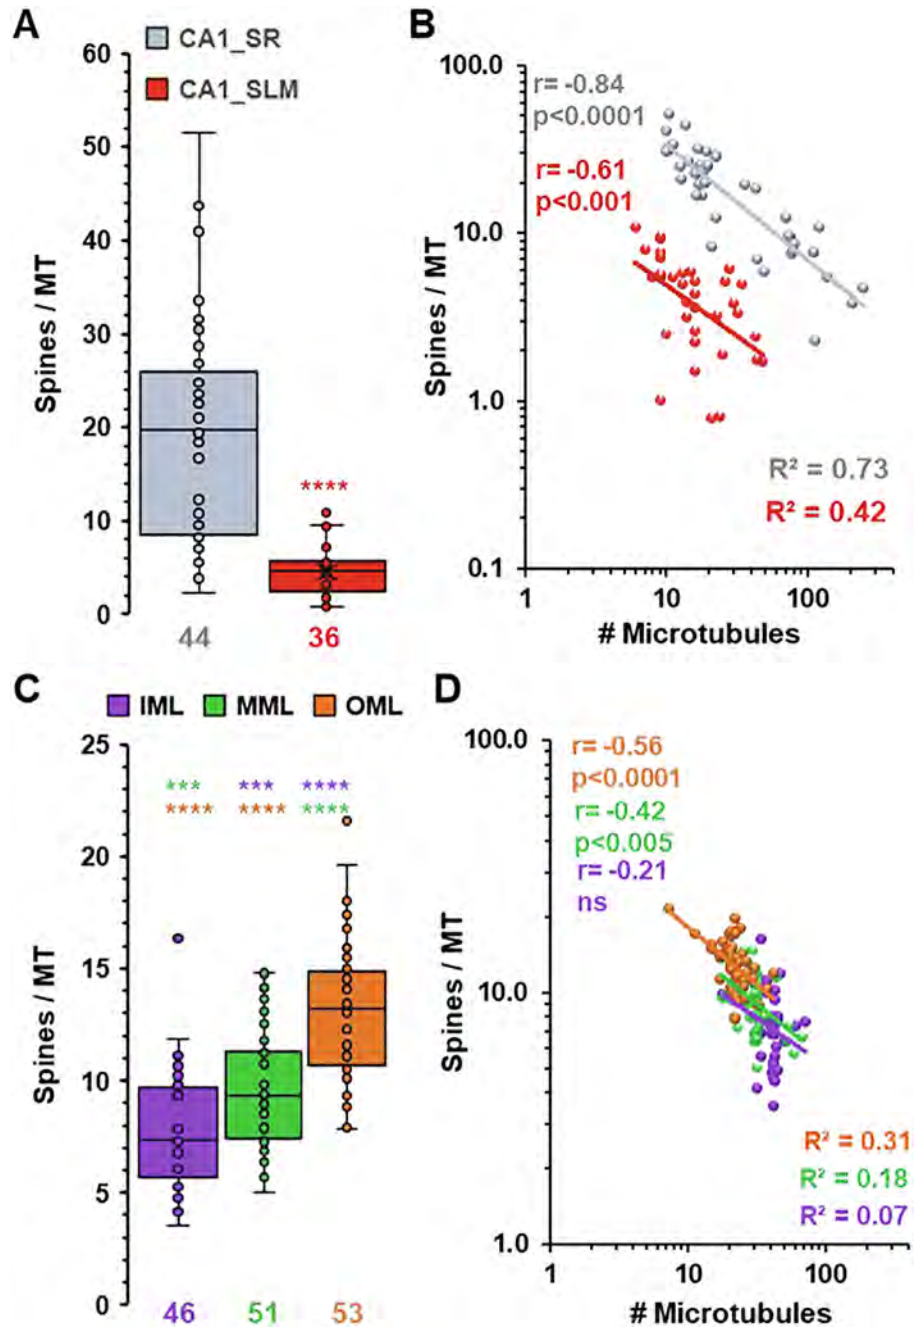 A
CA1_SR
CA1_SLM
60
50
40
30
20
10
0
Spines / MT
****
44
36
B
100.0
10.0
1.0
0.1
Spines / MT
r= -0.84
p<0.0001
r= -0.61
p<0.001
R² = 0.73
R² = 0.42
1
10
100
# Microtubules
C
IML
MML
OML
25
20
15
10
5
0
Spines / MT
*** *** ****
**** **** ****
46
51
53
D
100.0
10.0
1.0
Spines / MT
r= -0.56
p<0.0001
r= -0.42
p<0.005
r= -0.21
ns
R² = 0.31
R² = 0.18
R² = 0.07
1
10
100
# Microtubules